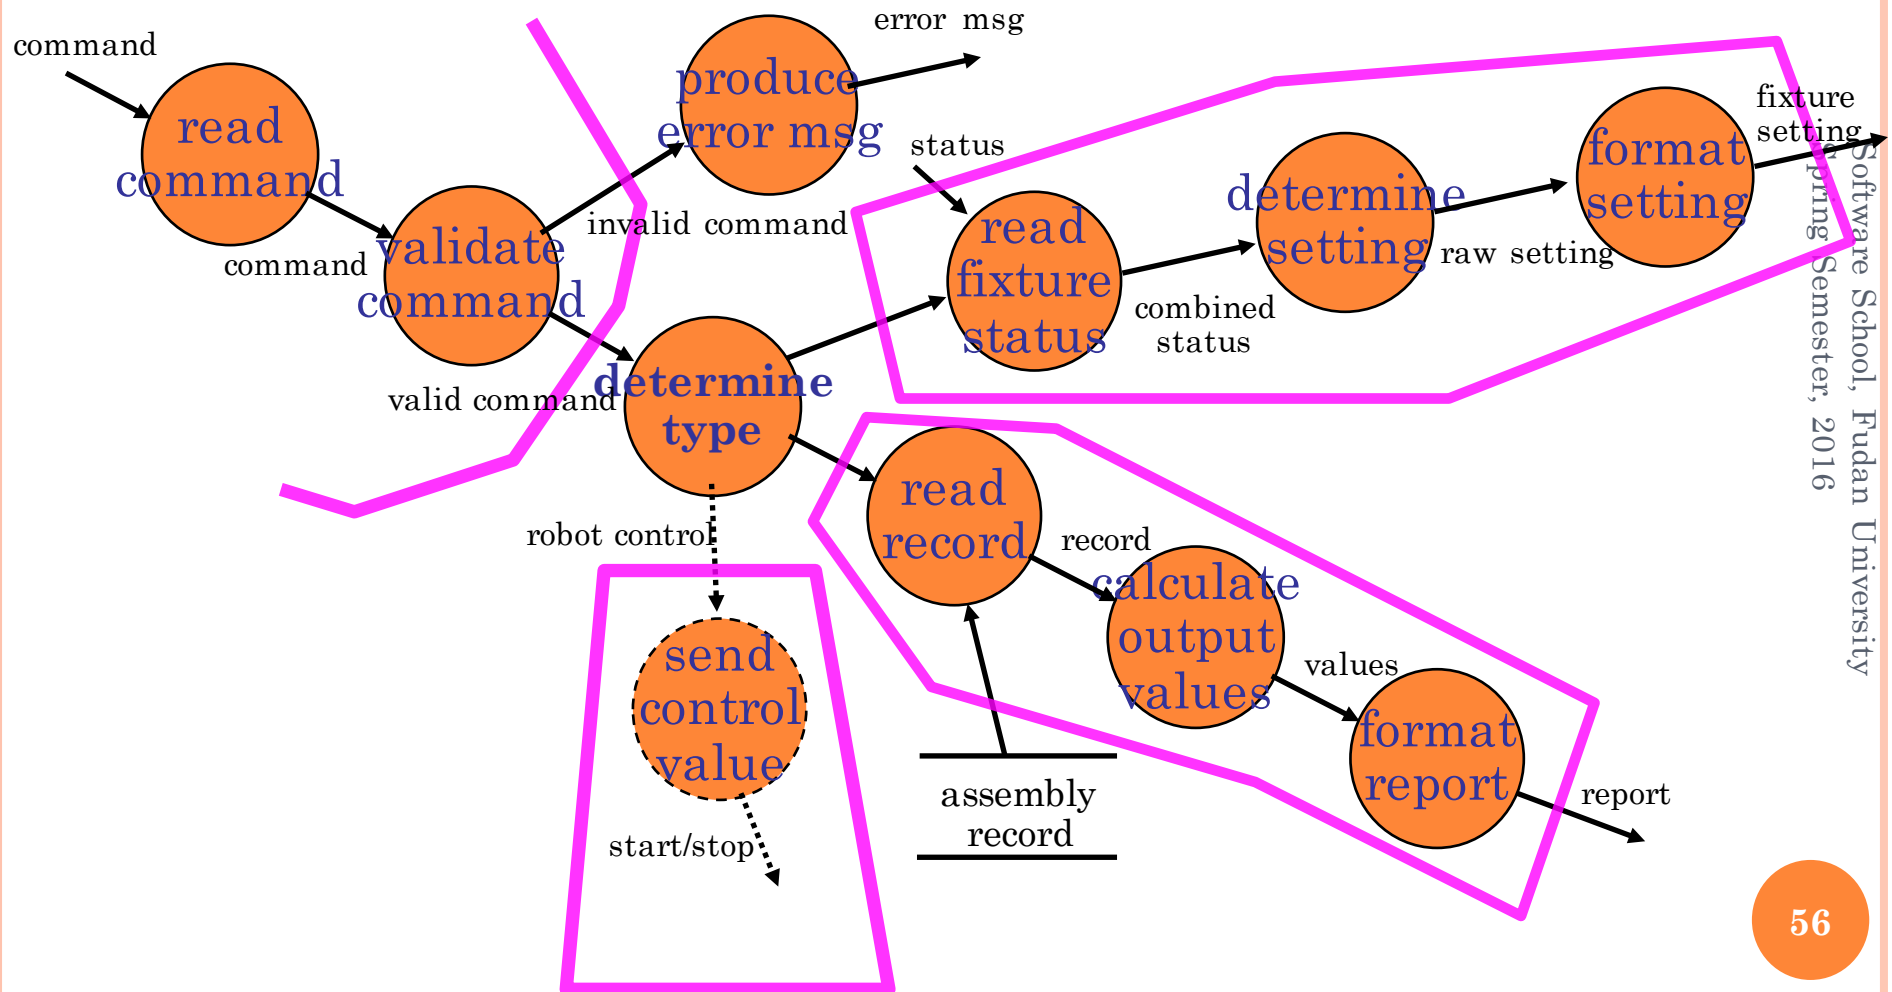 command
read
command
command
validate
command
produce
error msg
error msg
invalid command
valid command
determine
type
status
read
fixture
status
combined
status
determine
setting
raw setting
format
setting
fixture
setting
read
record
record
calculate
output
values
values
format
report
report
assembly
record
robot control
send
control
value
start/stop
Software School, Fudan University
Spring Semester, 2016
56